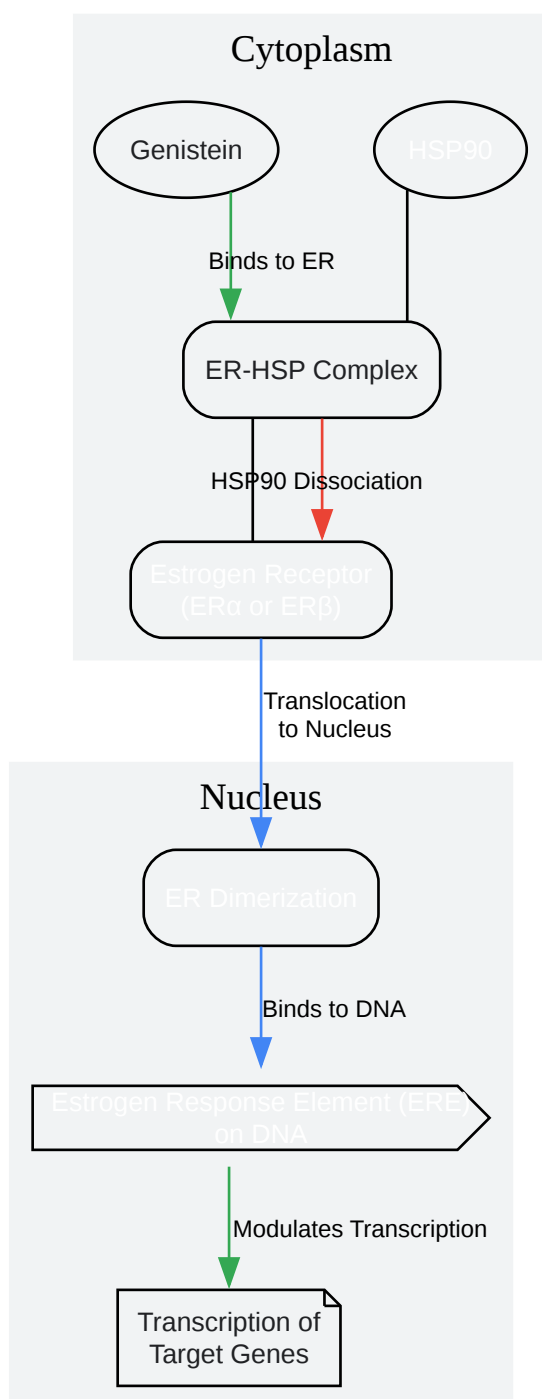 Cytoplasm
Genistein
HSP90
Binds to ER
ER-HSP Complex
HSP90 Dissociation
Estrogen Receptor
(ERα or ERβ)
Translocation
to Nucleus
Nucleus
ER Dimerization
Binds to DNA
Estrogen Response Element (ERE)
on DNA
Modulates Transcription
Transcription of
Target Genes